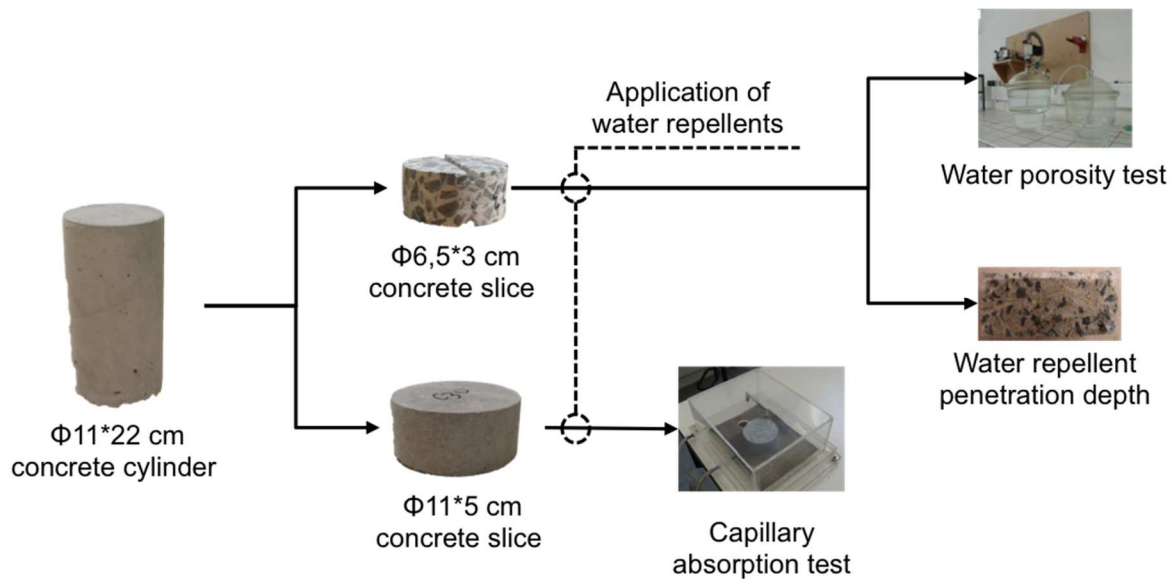 Application of
water repellents
Water porosity test
Φ6,5*3 cm
concrete slice
Water repellent
penetration depth
Φ11*22 cm
concrete cylinder
Φ11*5 cm
concrete slice
Capillary
absorption test